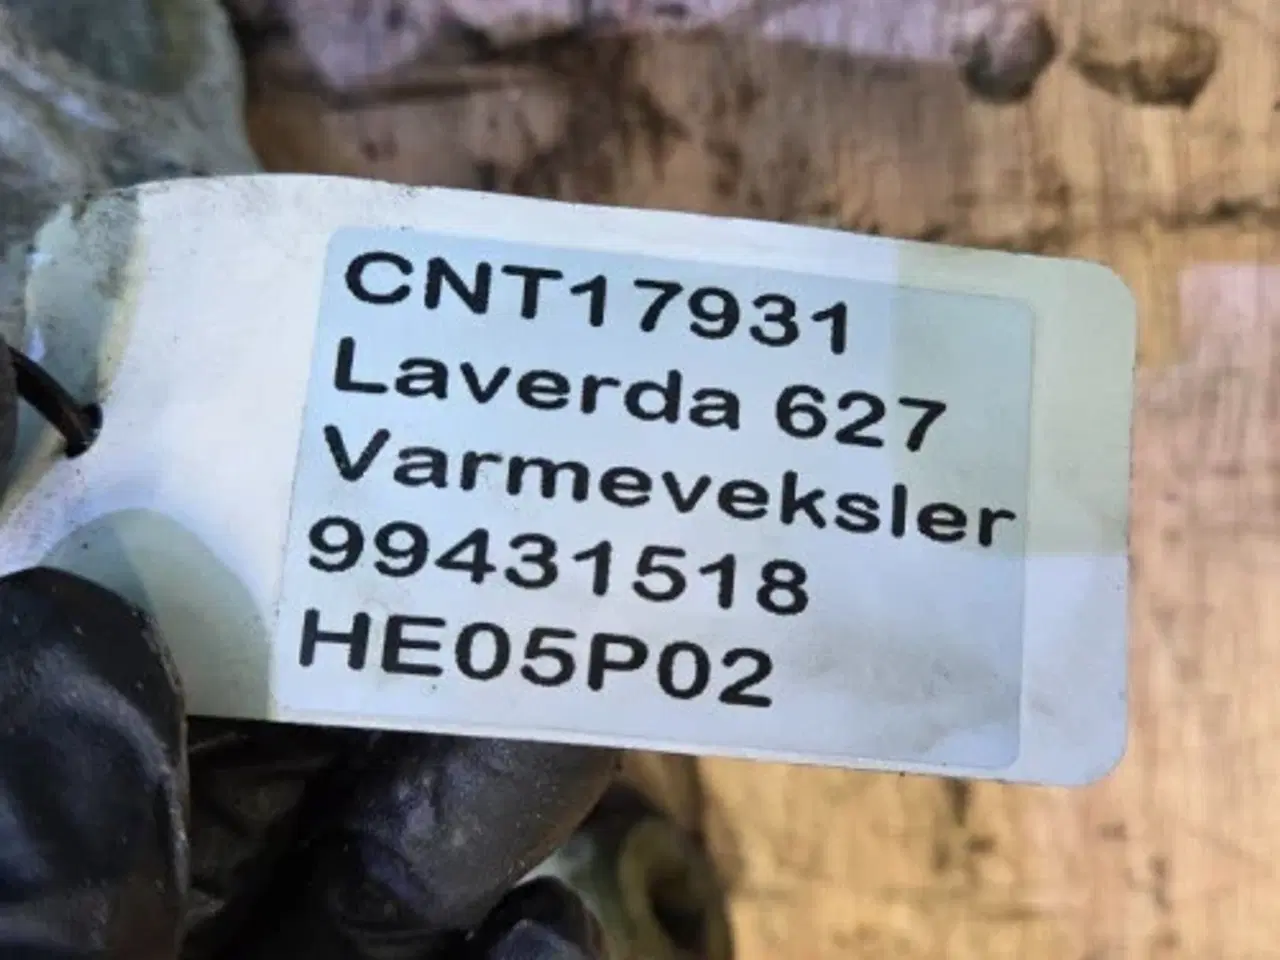 CNT17931
Laverda 627
Varmeveksler
99431518
HE05P02